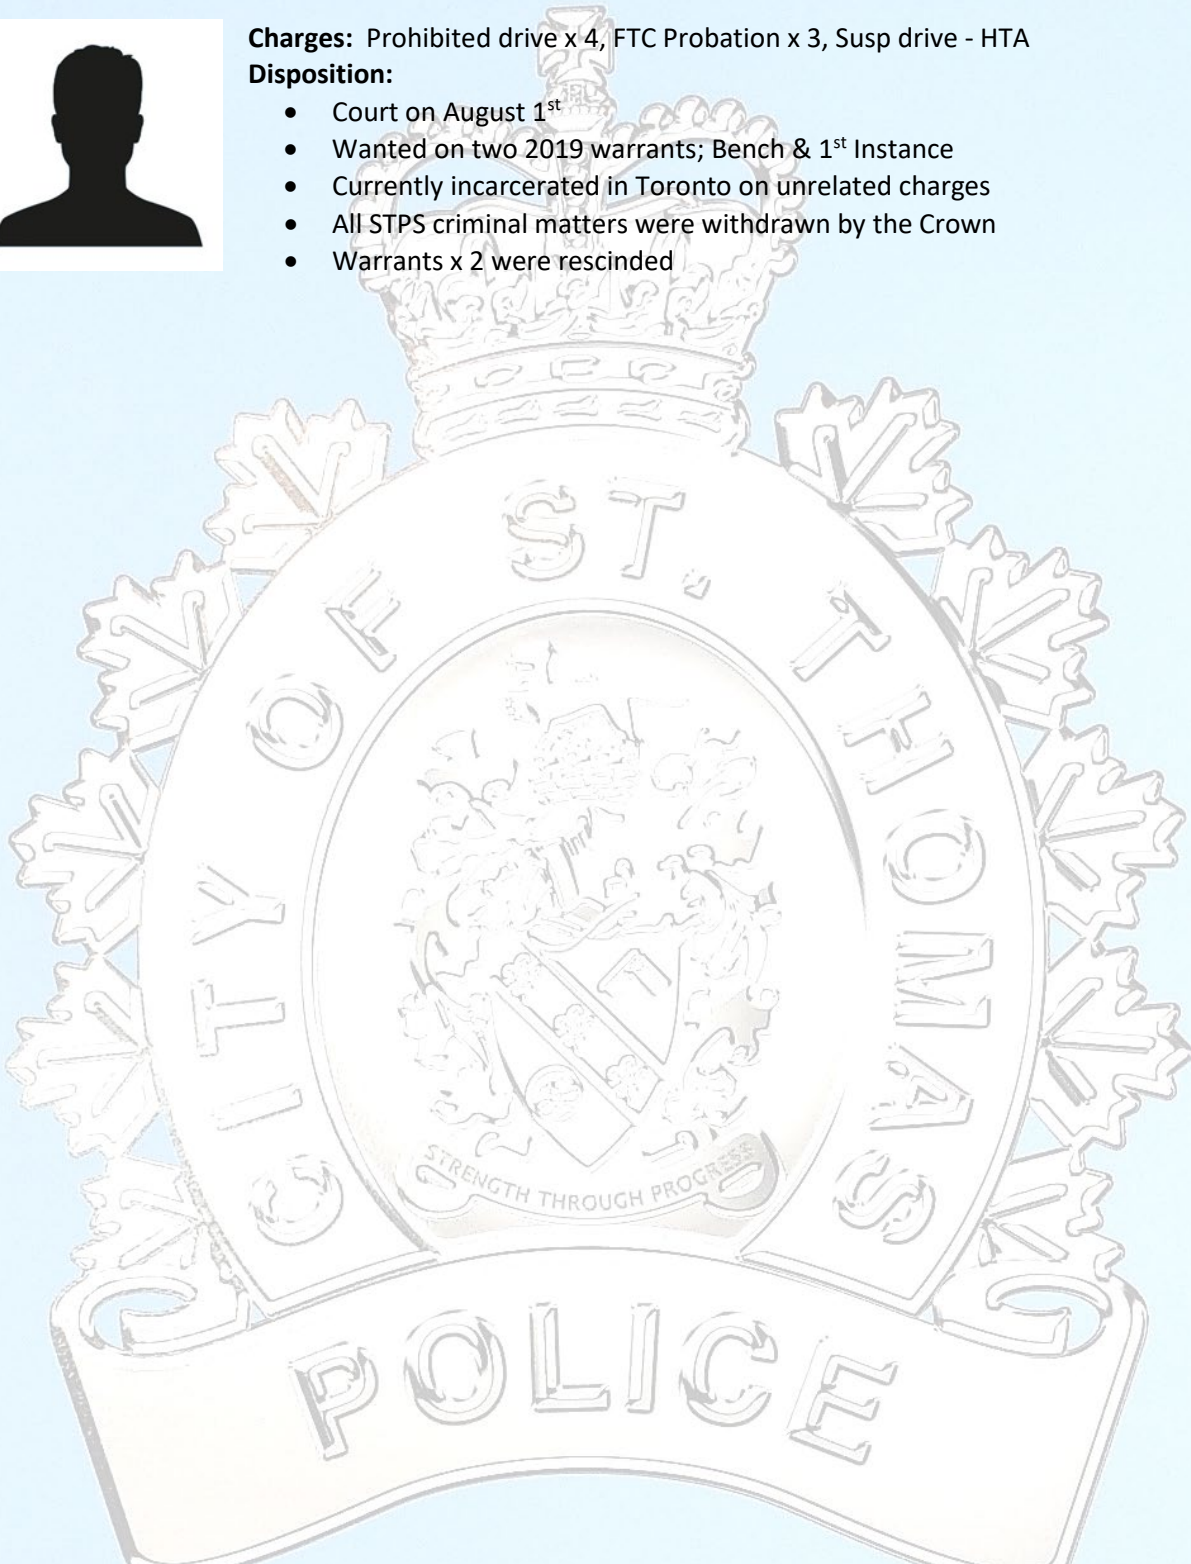 Charges: Prohibited drive x 4, FTC Probation x 3, Susp drive - HTA
Disposition:
• Court on August 1st
• Wanted on two 2019 warrants; Bench & 1st Instance
• Currently incarcerated in Toronto on unrelated charges
• All STPS criminal matters were withdrawn by the Crown
• Warrants x 2 were rescinded
CITY OF ST. THOMAS
STRENGTH THROUGH PROGRESS
POLICE